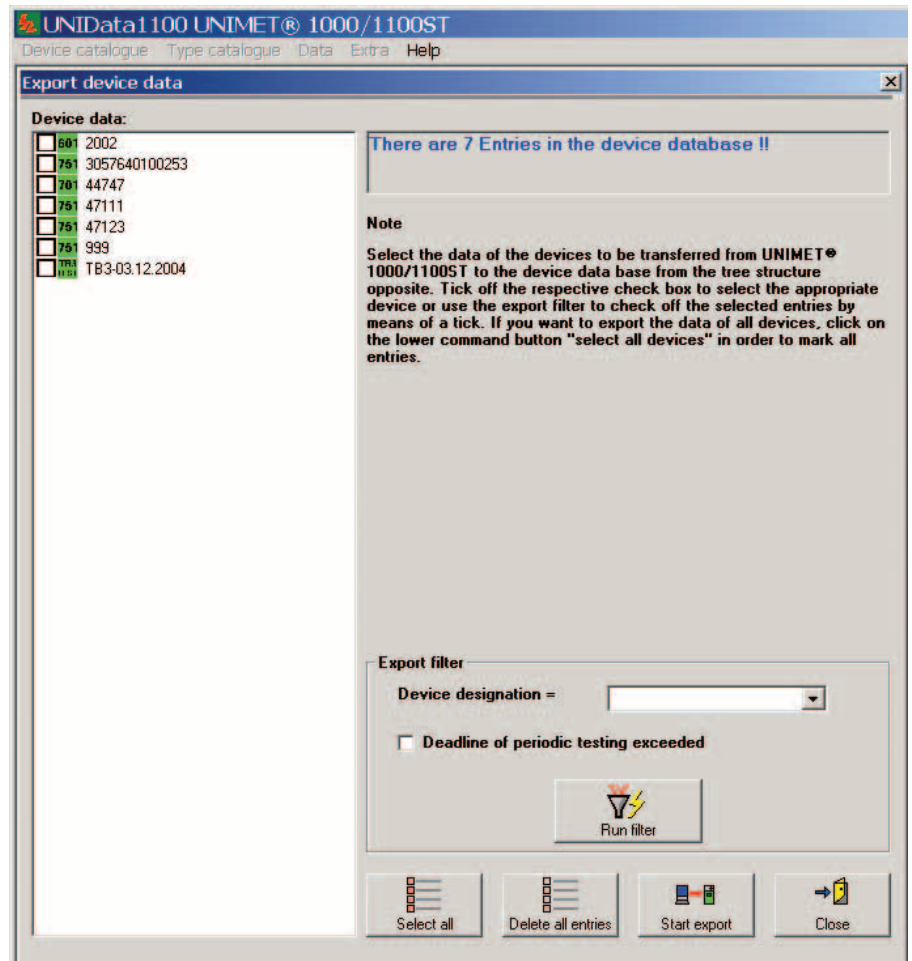 UNIData1100 UNIMET® 1000/1100ST
Device catalogue Type catalogue Data Extra Help
Export device data
Device data:
601 2002
751 3057640100253
701 44747
751 47111
751 47123
751 999
TB3-03.12.2004
There are 7 Entries in the device database !!
Note
Select the data of the devices to be transferred from UNIMET®
1000/1100ST to the device data base from the tree structure
opposite. Tick off the respective check box to select the appropriate
device or use the export filter to check off the selected entries by
means of a tick. If you want to export the data of all devices, click on
the lower command button "select all devices" in order to mark all
entries.
Export filter
Device designation =
Deadline of periodic testing exceeded
Run filter
Select all
Delete all entries
Start export
Close